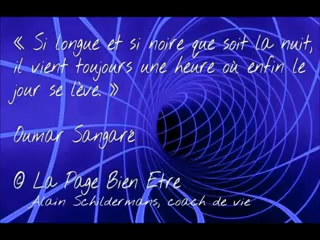 « Si longue et si noire que soit la nuit,
il vient toujours une heure où enfin le
jour se lève. »
Oumar Sangaré
© La Page Bien Etre
Alain Schildermans, coach de vie